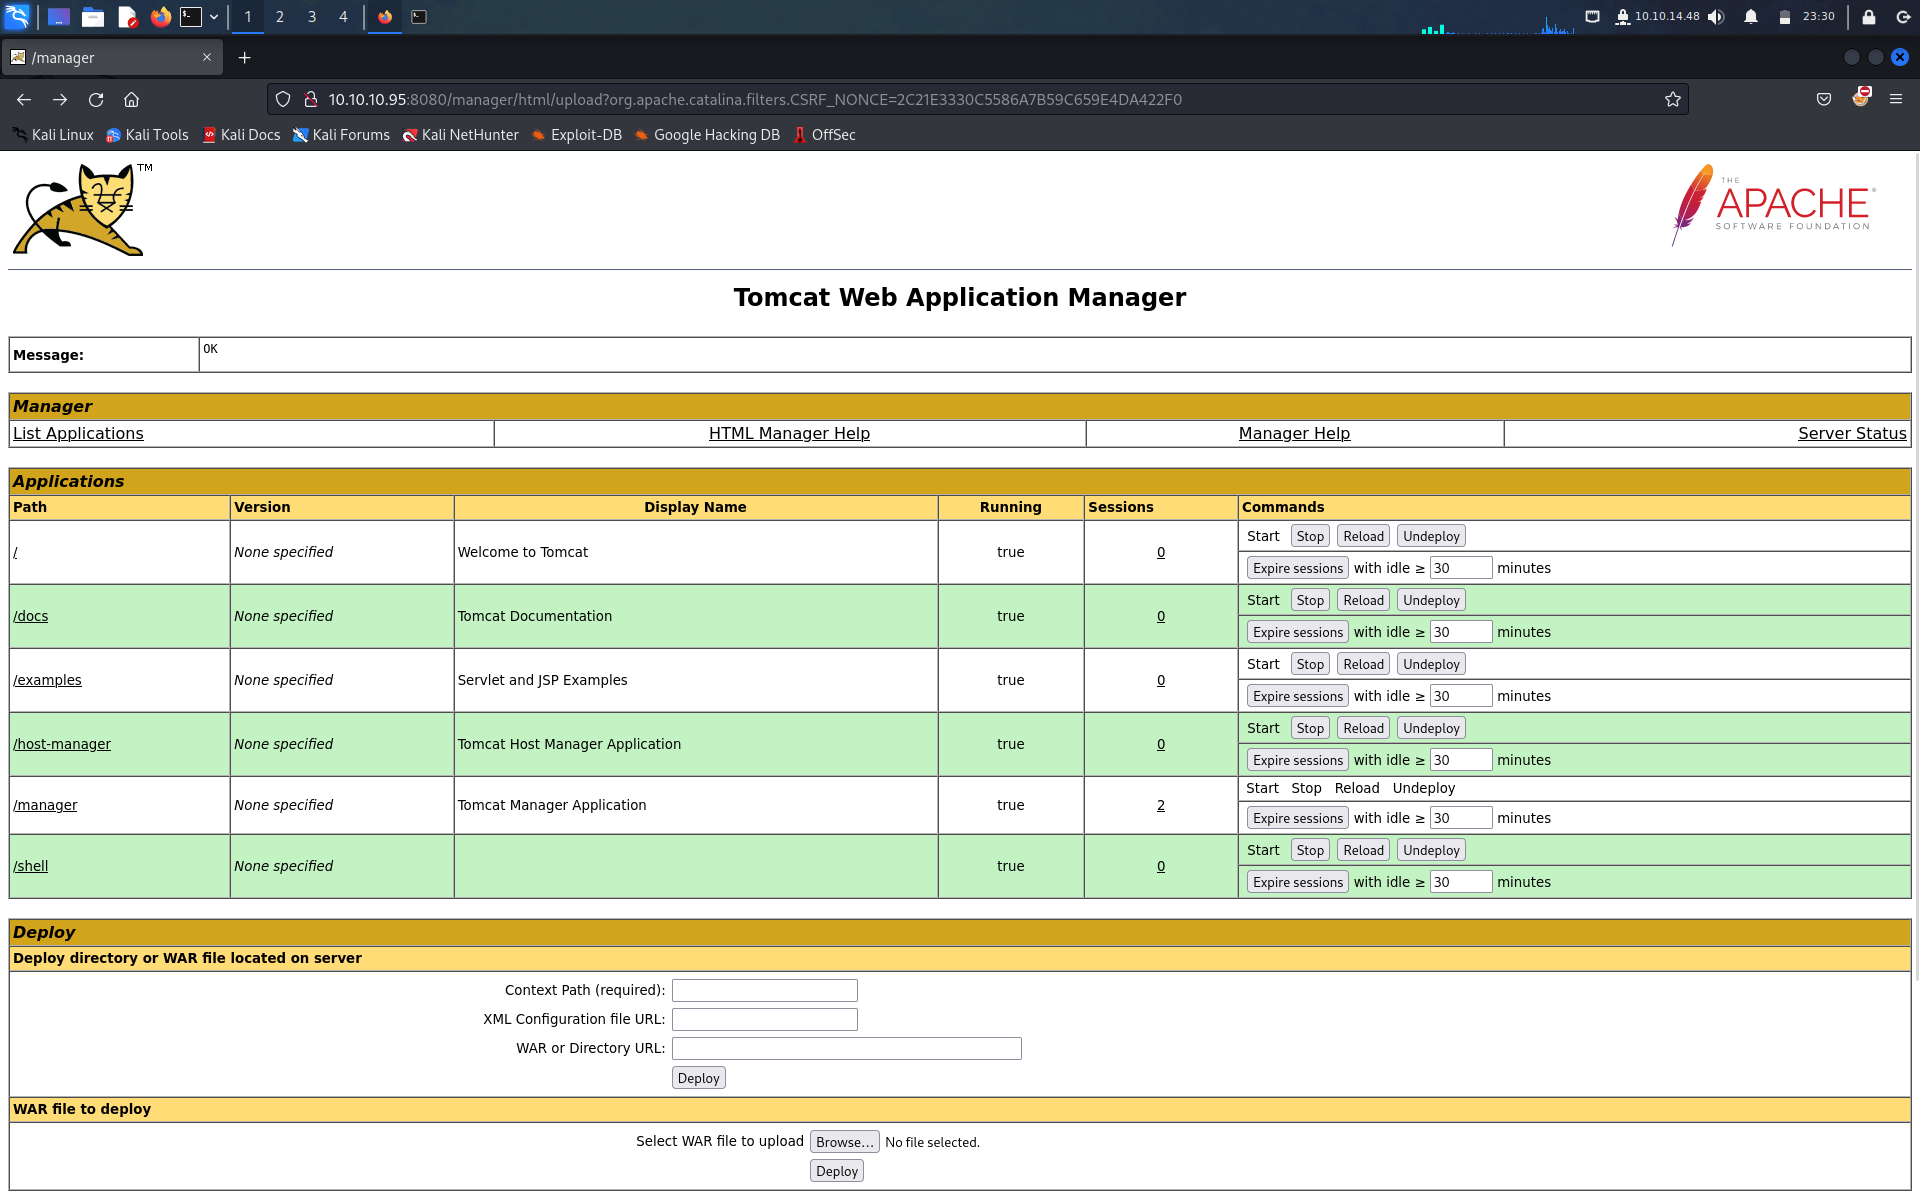 1 2 3 4
10.10.14.48 23:30
/manager
10.10.10.95:8080/manager/html/upload?org.apache.catalina.filters.CSRF_NONCE=2C21E3330C5586A7B59C659E4DA422F0
Kali Linux Kali Tools Kali Docs Kali Forums Kali NetHunter Exploit-DB Google Hacking DB OffSec
TM
THE
APACHE®
SOFTWARE FOUNDATION
Tomcat Web Application Manager
Message: OK
Manager
List Applications HTML Manager Help Manager Help Server Status
Applications
Path Version Display Name Running Sessions Commands
/ None specified Welcome to Tomcat true 0 Start Stop Reload Undeploy
Expire sessions with idle ≥ 30 minutes
/docs None specified Tomcat Documentation true 0 Start Stop Reload Undeploy
Expire sessions with idle ≥ 30 minutes
/examples None specified Servlet and JSP Examples true 0 Start Stop Reload Undeploy
Expire sessions with idle ≥ 30 minutes
/host-manager None specified Tomcat Host Manager Application true 0 Start Stop Reload Undeploy
Expire sessions with idle ≥ 30 minutes
/manager None specified Tomcat Manager Application true 2 Start Stop Reload Undeploy
Expire sessions with idle ≥ 30 minutes
/shell None specified true 0 Start Stop Reload Undeploy
Expire sessions with idle ≥ 30 minutes
Deploy
Deploy directory or WAR file located on server
Context Path (required):
XML Configuration file URL:
WAR or Directory URL:
Deploy
WAR file to deploy
Select WAR file to upload Browse... No file selected.
Deploy